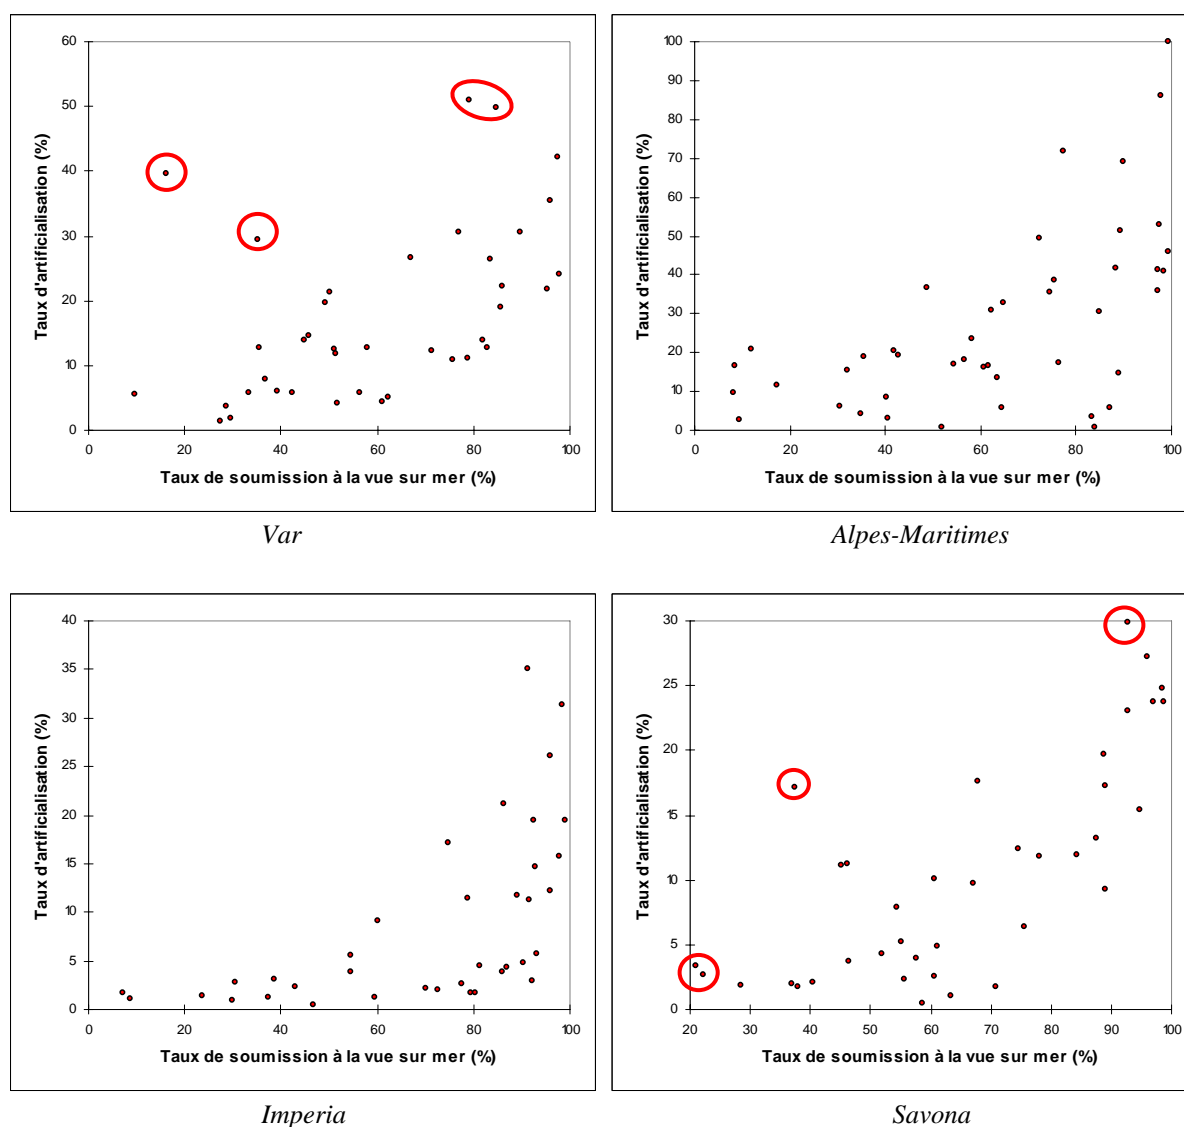 60
50
40
30
20
10
0
0 20 40 60 80 100
Taux d'artificialisation (%)
Taux de soumission à la vue sur mer (%)
Var
100
90
80
70
60
50
40
30
20
10
0
0 20 40 60 80 100
Taux d'artificialisation (%)
Taux de soumission à la vue sur mer (%)
Alpes-Maritimes
40
35
30
25
20
15
10
5
0
0 20 40 60 80 100
Taux d'artificialisation (%)
Taux de soumission à la vue sur mer (%)
Imperia
30
25
20
15
10
5
0
20 30 40 50 60 70 80 90 100
Taux d'artificialisation (%)
Taux de soumission à la vue sur mer (%)
Savona